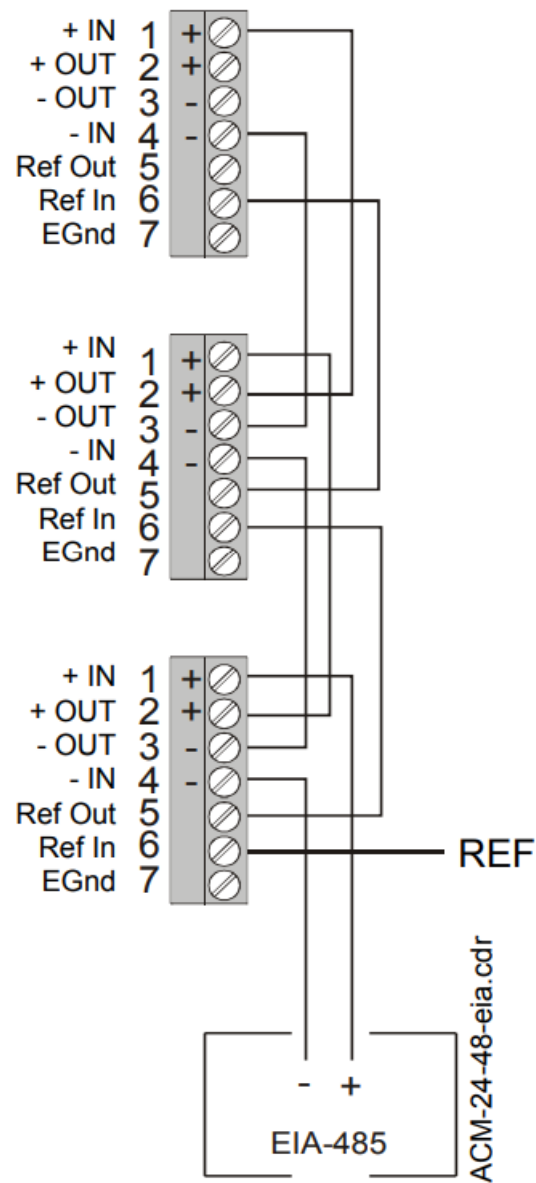 + IN 1 +
+ OUT 2 +
- OUT 3 -
- IN 4 -
Ref Out 5
Ref In 6
EGnd 7
+ IN 1 +
+ OUT 2 +
- OUT 3 -
- IN 4 -
Ref Out 5
Ref In 6
EGnd 7
+ IN 1 +
+ OUT 2 +
- OUT 3 -
- IN 4 -
Ref Out 5
Ref In 6
EGnd 7
REF
- +
EIA-485
ACM-24-48-eia.cdr